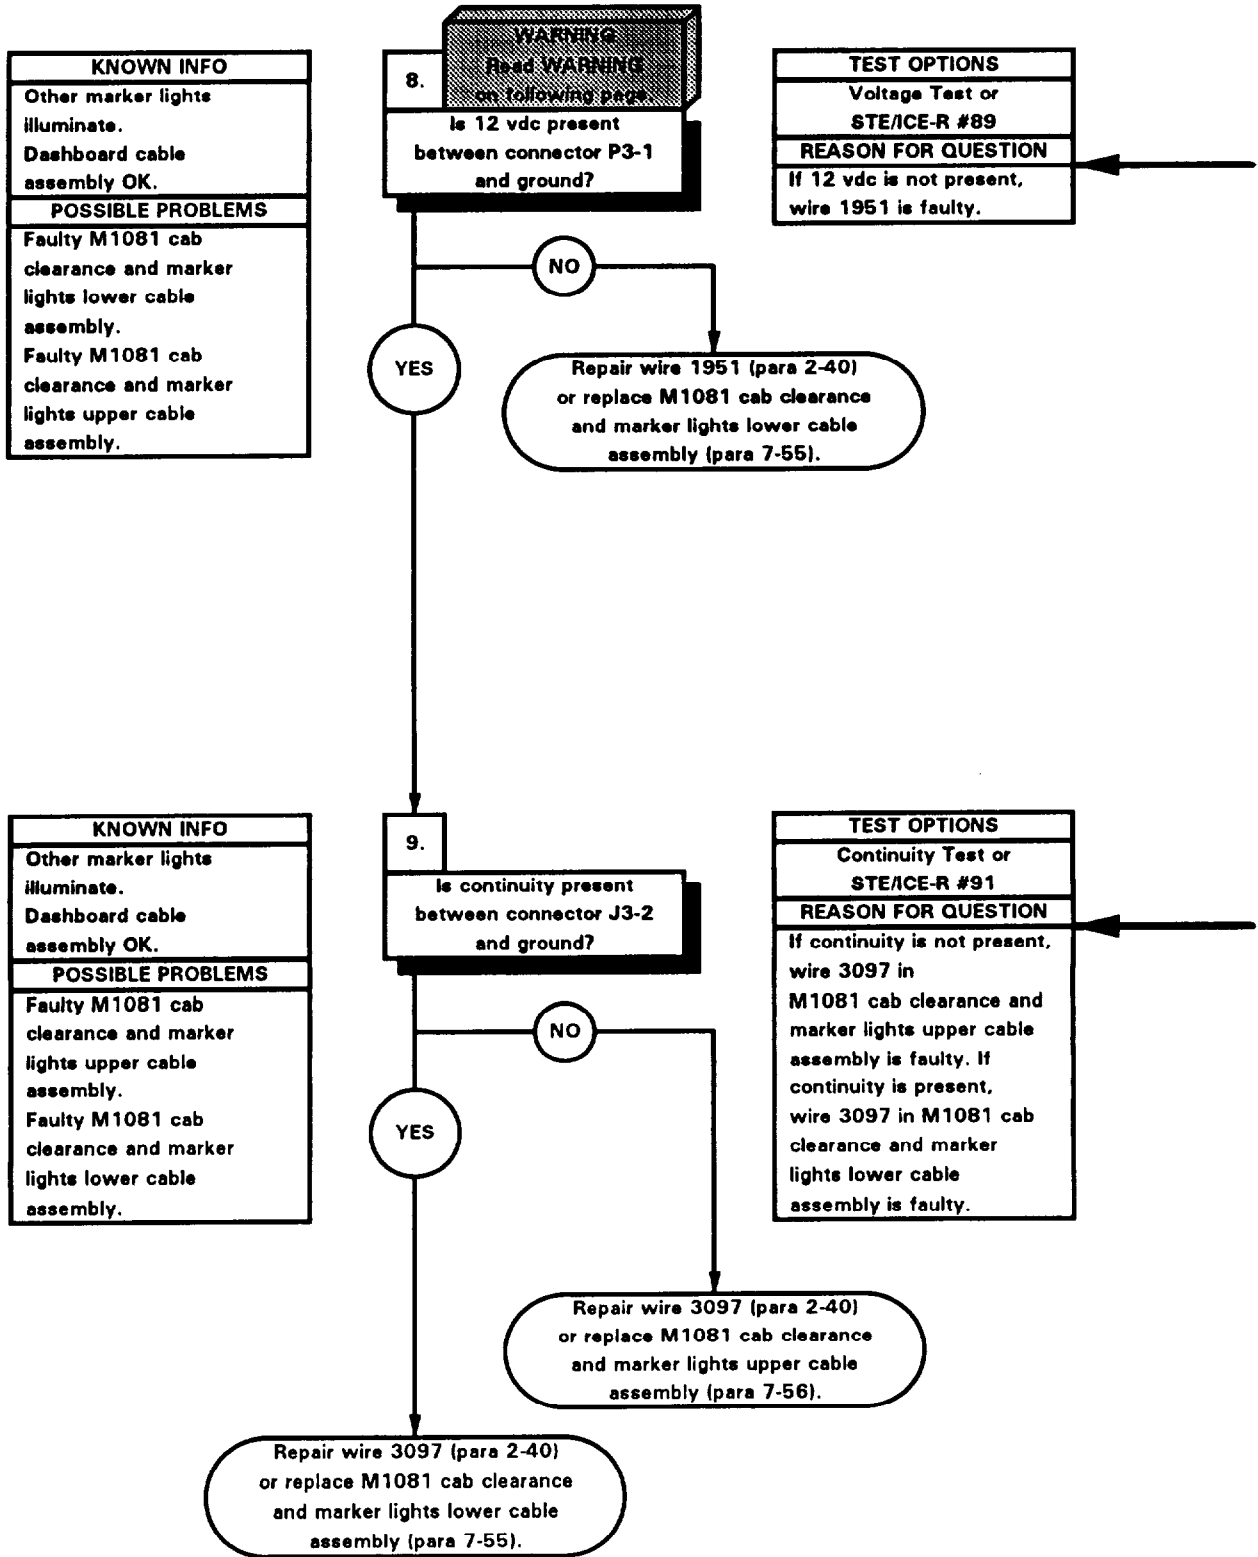 KNOWN INFO
Other marker lights
illuminate.
Dashboard cable
assembly OK.
POSSIBLE PROBLEMS
Faulty M1081 cab
clearance and marker
lights lower cable
assembly.
Faulty M1081 cab
clearance and marker
lights upper cable
assembly.
WARNING
Read WARNING
on following page.
8.
Is 12 vdc present
between connector P3-1
and ground?
TEST OPTIONS
Voltage Test or
STE/ICE-R #89
REASON FOR QUESTION
If 12 vdc is not present,
wire 1951 is faulty.
NO
YES
Repair wire 1951 (para 2-40)
or replace M1081 cab clearance
and marker lights lower cable
assembly (para 7-55).
KNOWN INFO
Other marker lights
illuminate.
Dashboard cable
assembly OK.
POSSIBLE PROBLEMS
Faulty M1081 cab
clearance and marker
lights upper cable
assembly.
Faulty M1081 cab
clearance and marker
lights lower cable
assembly.
9.
Is continuity present
between connector J3-2
and ground?
TEST OPTIONS
Continuity Test or
STE/ICE-R #91
REASON FOR QUESTION
If continuity is not present,
wire 3097 in
M1081 cab clearance and
marker lights upper cable
assembly is faulty. If
continuity is present,
wire 3097 in M1081 cab
clearance and marker
lights lower cable
assembly is faulty.
NO
YES
Repair wire 3097 (para 2-40)
or replace M1081 cab clearance
and marker lights upper cable
assembly (para 7-56).
Repair wire 3097 (para 2-40)
or replace M1081 cab clearance
and marker lights lower cable
assembly (para 7-55).